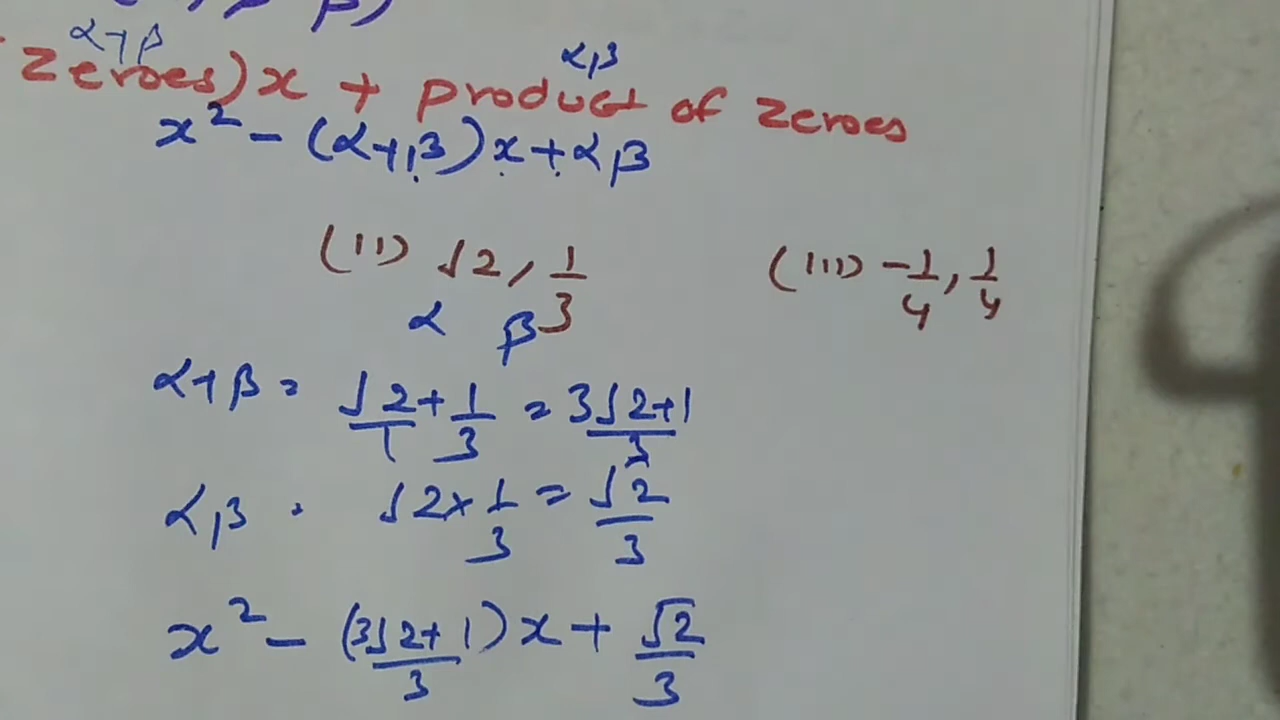 α+β αβ
zeroes)x + product of zeroes
x² - (α+β)x + αβ
(ii) √2, 1/3 (iii) -1/4, 1/4
α β
α+β = √2/1 + 1/3 = 3√2+1/3
αβ = √2 × 1/3 = √2/3
x² - (3√2+1/3)x + √2/3